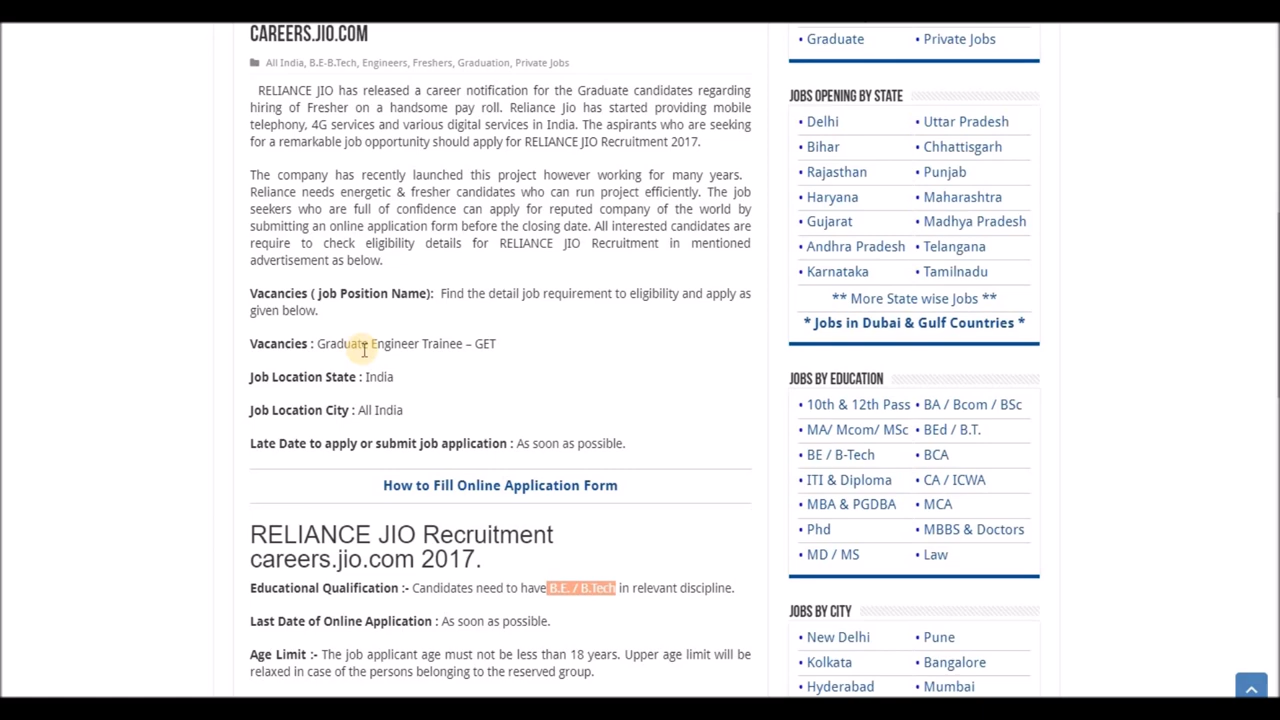 CAREERS.JIO.COM
All India, B.E-B.Tech, Engineers, Freshers, Graduation, Private Jobs
RELIANCE JIO has released a career notification for the Graduate candidates regarding
hiring of Fresher on a handsome pay roll. Reliance Jio has started providing mobile
telephony, 4G services and various digital services in India. The aspirants who are seeking
for a remarkable job opportunity should apply for RELIANCE JIO Recruitment 2017.
The company has recently launched this project however working for many years.
Reliance needs energetic & fresher candidates who can run project efficiently. The job
seekers who are full of confidence can apply for reputed company of the world by
submitting an online application form before the closing date. All interested candidates are
require to check eligibility details for RELIANCE JIO Recruitment in mentioned
advertisement as below.
Vacancies ( job Position Name): Find the detail job requirement to eligibility and apply as
given below.
Vacancies : Graduate Engineer Trainee – GET
Job Location State : India
Job Location City : All India
Late Date to apply or submit job application : As soon as possible.
How to Fill Online Application Form
RELIANCE JIO Recruitment
careers.jio.com 2017.
Educational Qualification :- Candidates need to have B.E. / B.Tech in relevant discipline.
Last Date of Online Application : As soon as possible.
Age Limit :- The job applicant age must not be less than 18 years. Upper age limit will be
relaxed in case of the persons belonging to the reserved group.
• Graduate • Private Jobs
JOBS OPENING BY STATE
• Delhi • Uttar Pradesh
• Bihar • Chhattisgarh
• Rajasthan • Punjab
• Haryana • Maharashtra
• Gujarat • Madhya Pradesh
• Andhra Pradesh • Telangana
• Karnataka • Tamilnadu
** More State wise Jobs **
* Jobs in Dubai & Gulf Countries *
JOBS BY EDUCATION
• 10th & 12th Pass • BA / Bcom / BSc
• MA/ Mcom/ MSc • BEd / B.T.
• BE / B-Tech • BCA
• ITI & Diploma • CA / ICWA
• MBA & PGDBA • MCA
• Phd • MBBS & Doctors
• MD / MS • Law
JOBS BY CITY
• New Delhi • Pune
• Kolkata • Bangalore
• Hyderabad • Mumbai